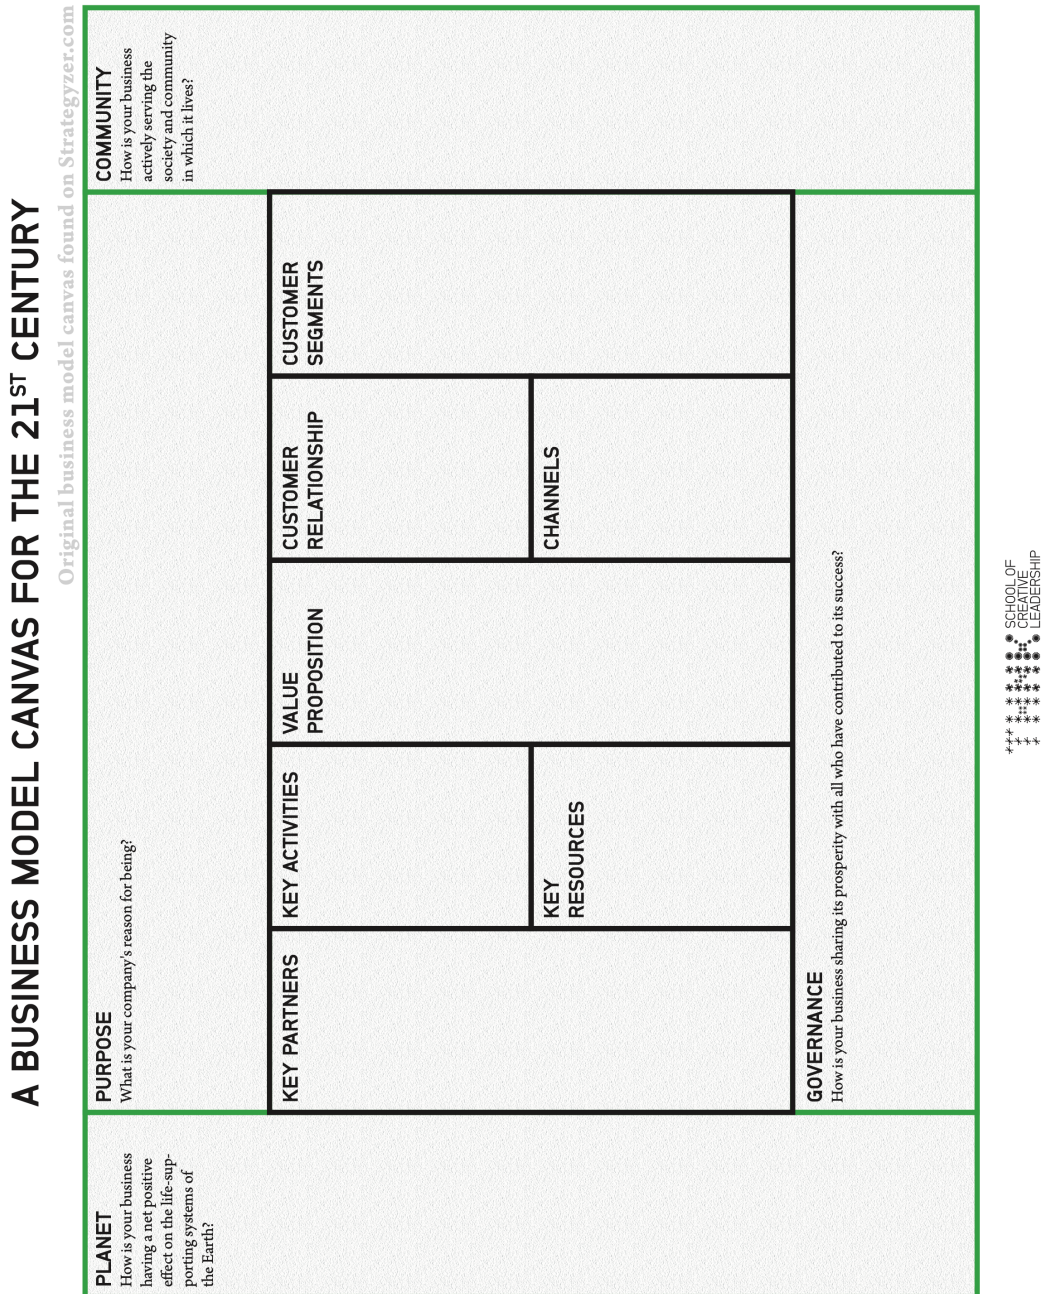 A BUSINESS MODEL CANVAS FOR THE 21ST CENTURY
Original business model canvas found on Strategyzer.com
PLANET
How is your business
having a net positive
effect on the life-sup-
porting systems of
the Earth?
PURPOSE
What is your company's reason for being?
COMMUNITY
How is your business
actively serving the
society and community
in which it lives?
KEY PARTNERS
KEY ACTIVITIES
KEY
RESOURCES
VALUE
PROPOSITION
CUSTOMER
RELATIONSHIP
CHANNELS
CUSTOMER
SEGMENTS
GOVERNANCE
How is your business sharing its prosperity with all who have contributed to its success?
THNK
SCHOOL OF
CREATIVE
LEADERSHIP